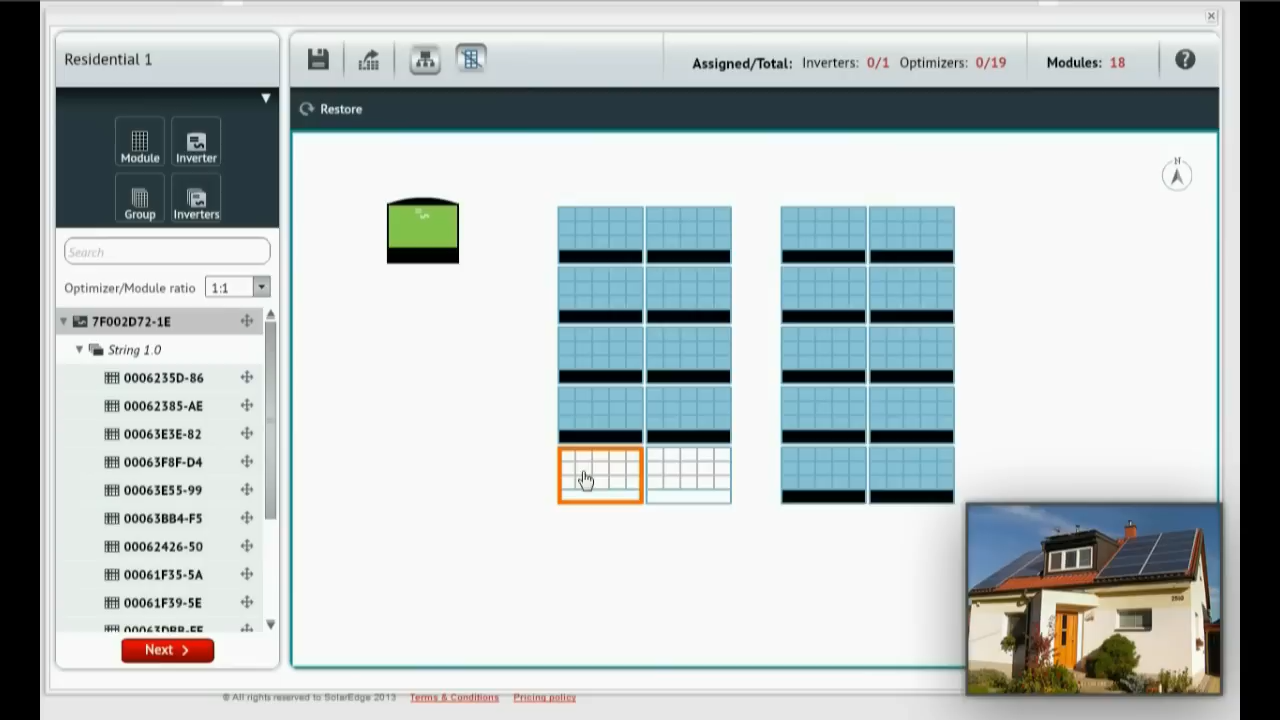 Residential 1
Assigned/Total: Inverters: 0/1 Optimizers: 0/19
Modules: 18
?
Restore
Module
Inverter
Group
Inverters
N
Search
Optimizer/Module ratio 1:1
7F002D72-1E
String 1.0
0006235D-86
00062385-AE
00063E3E-82
00063F8F-D4
00063E55-99
00063BB4-F5
00062426-50
00061F35-5A
00061F39-5E
Next >
© All rights reserved to SolarEdge 2013 Terms & Conditions Pricing policy